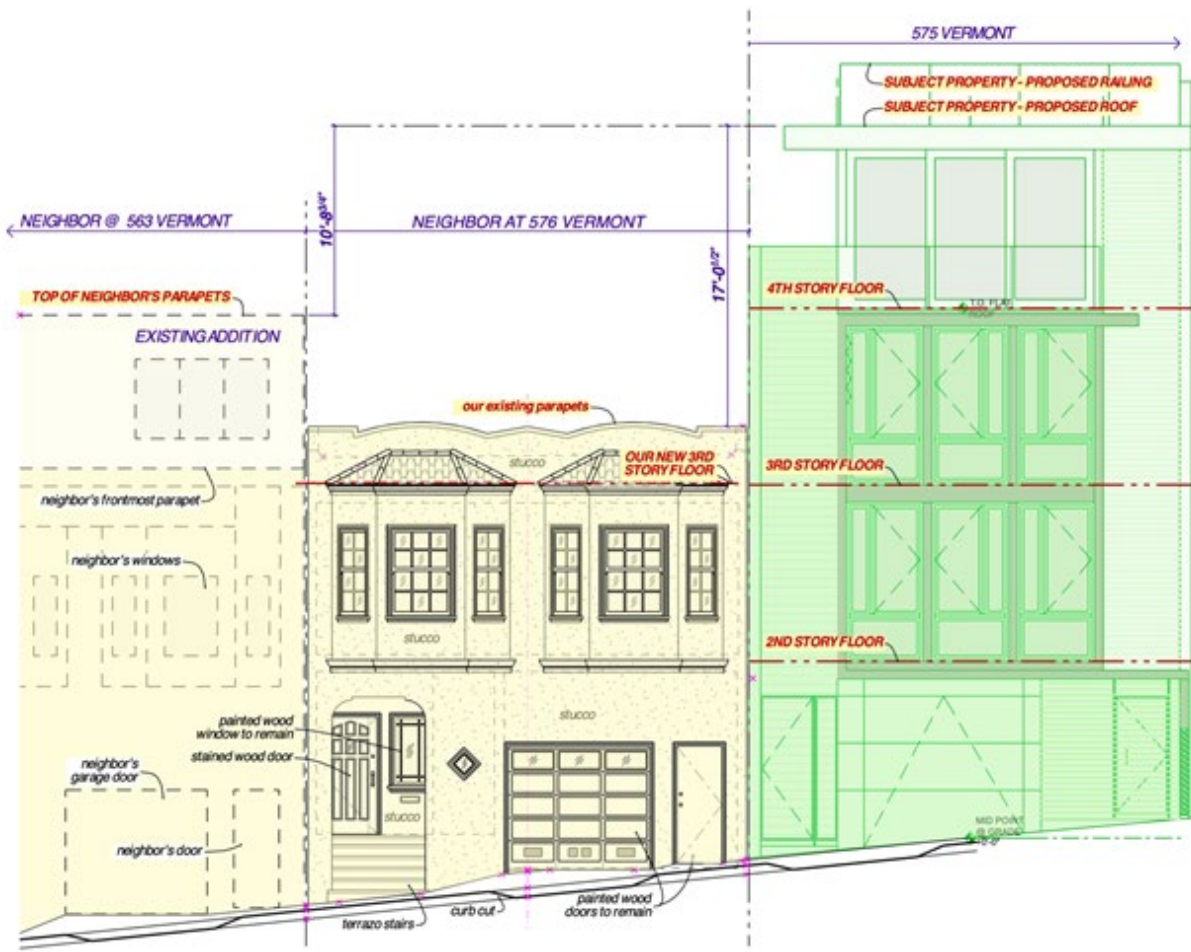 575 VERMONT
SUBJECT PROPERTY - PROPOSED RAILING
SUBJECT PROPERTY - PROPOSED ROOF
NEIGHBOR @ 563 VERMONT
10'-8 3/4"
NEIGHBOR AT 576 VERMONT
17'-0 1/2"
TOP OF NEIGHBOR'S PARAPETS
4TH STORY FLOOR
T.O. FLAT
ROOF
EXISTING ADDITION
our existing parapets
stucco
OUR NEW 3RD
STORY FLOOR
3RD STORY FLOOR
neighbor's frontmost parapet
neighbor's windows
stucco
2ND STORY FLOOR
painted wood
window to remain
stained wood door
stucco
neighbor's
garage door
stucco
MID POINT
@ GRADE
neighbor's door
terrazo stairs
curb cut
painted wood
doors to remain